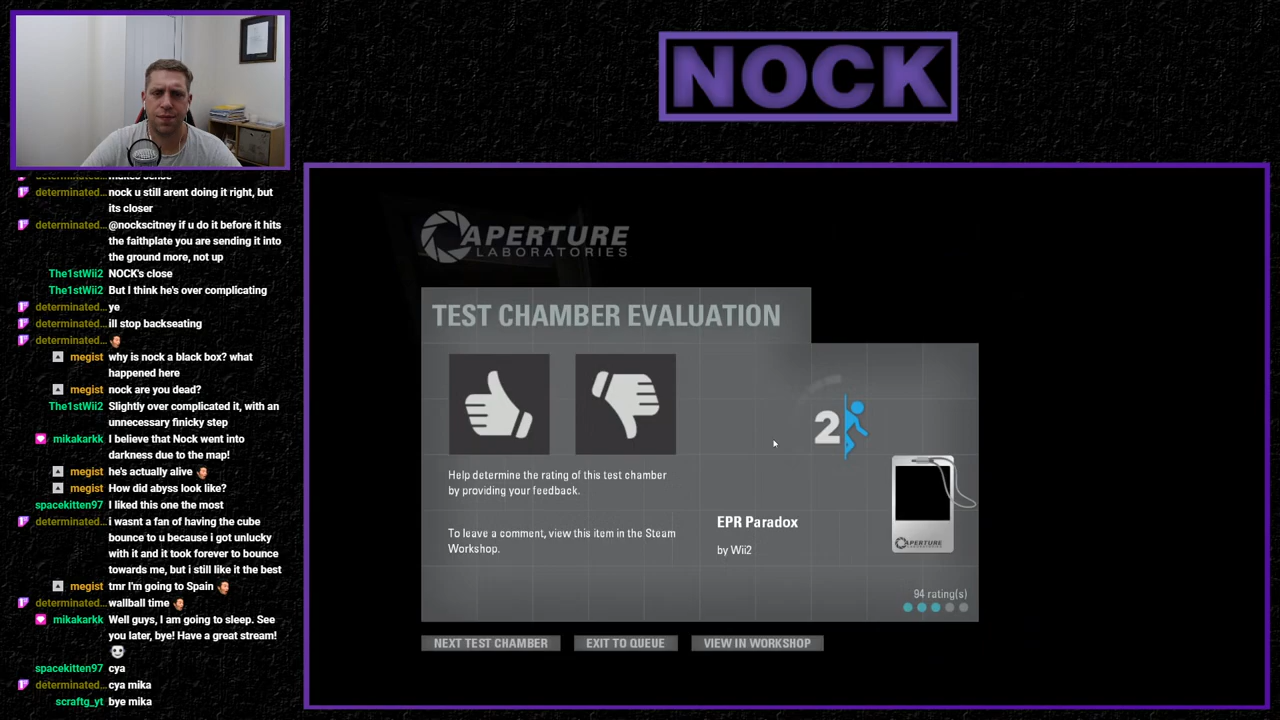 NOCK
determinated... makes sense
determinated... nock u still arent doing it right, but
its closer
determinated... @nockscitney if u do it before it hits
the faithplate you are sending it into
the ground more, not up
The1stWii2 NOCK's close
The1stWii2 But I think he's over complicating
determinated... ye
determinated... ill stop backseating
determinated...
megist why is nock a black box? what
happened here
megist nock are you dead?
The1stWii2 Slightly over complicated it, with an
unnecessary finicky step
mikakarkk I believe that Nock went into
darkness due to the map!
megist he's actually alive
megist How did abyss look like?
spacekitten97 I liked this one the most
determinated... i wasnt a fan of having the cube
bounce to u because i got unlucky
with it and it took forever to bounce
towards me, but i still like it the best
megist tmr I'm going to Spain
determinated... wallball time
mikakarkk Well guys, I am going to sleep. See
you later, bye! Have a great stream!
spacekitten97 cya
determinated... cya mika
scraftg_yt bye mika
APERTURE
LABORATORIES
TEST CHAMBER EVALUATION
2
Help determine the rating of this test chamber
by providing your feedback.
To leave a comment, view this item in the Steam
Workshop.
EPR Paradox
by Wii2
APERTURE
94 rating(s)
NEXT TEST CHAMBER EXIT TO QUEUE VIEW IN WORKSHOP